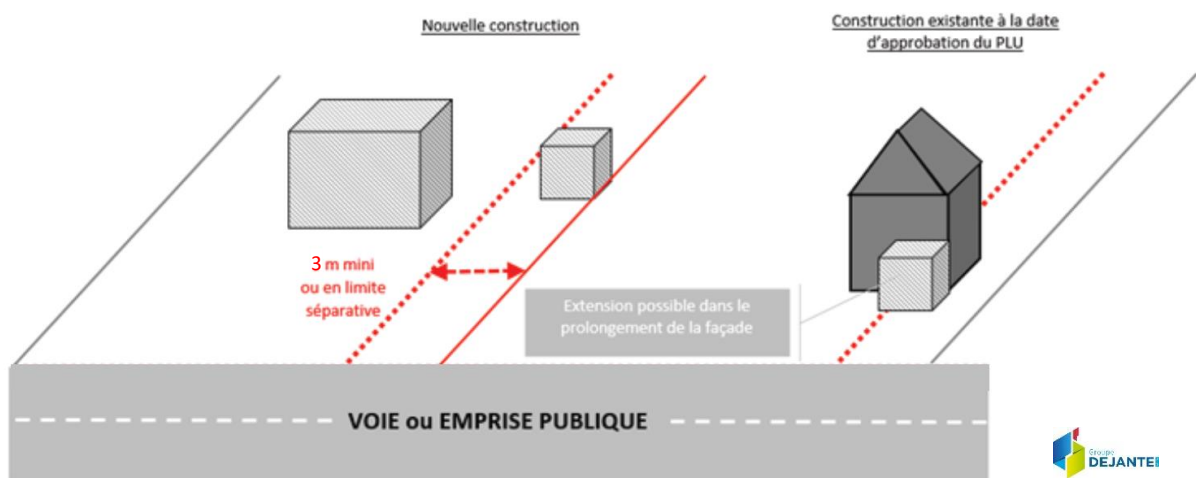 Nouvelle construction
Construction existante à la date
d'approbation du PLU
3 m mini
ou en limite
séparative
Extension possible dans le
prolongement de la façade
VOIE ou EMPRISE PUBLIQUE
Groupe
DEJANTE